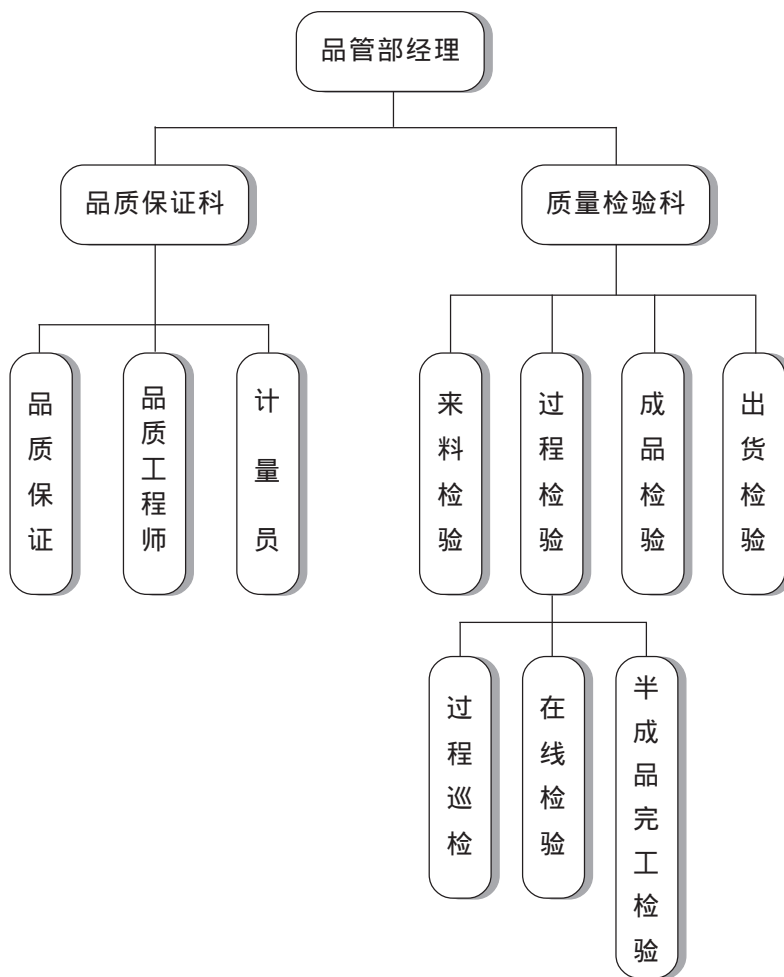 品管部经理
品质保证科
质量检验科
品质保证
品质工程师
计量员
来料检验
过程检验
成品检验
出货检验
过程巡检
在线检验
半成品完工检验